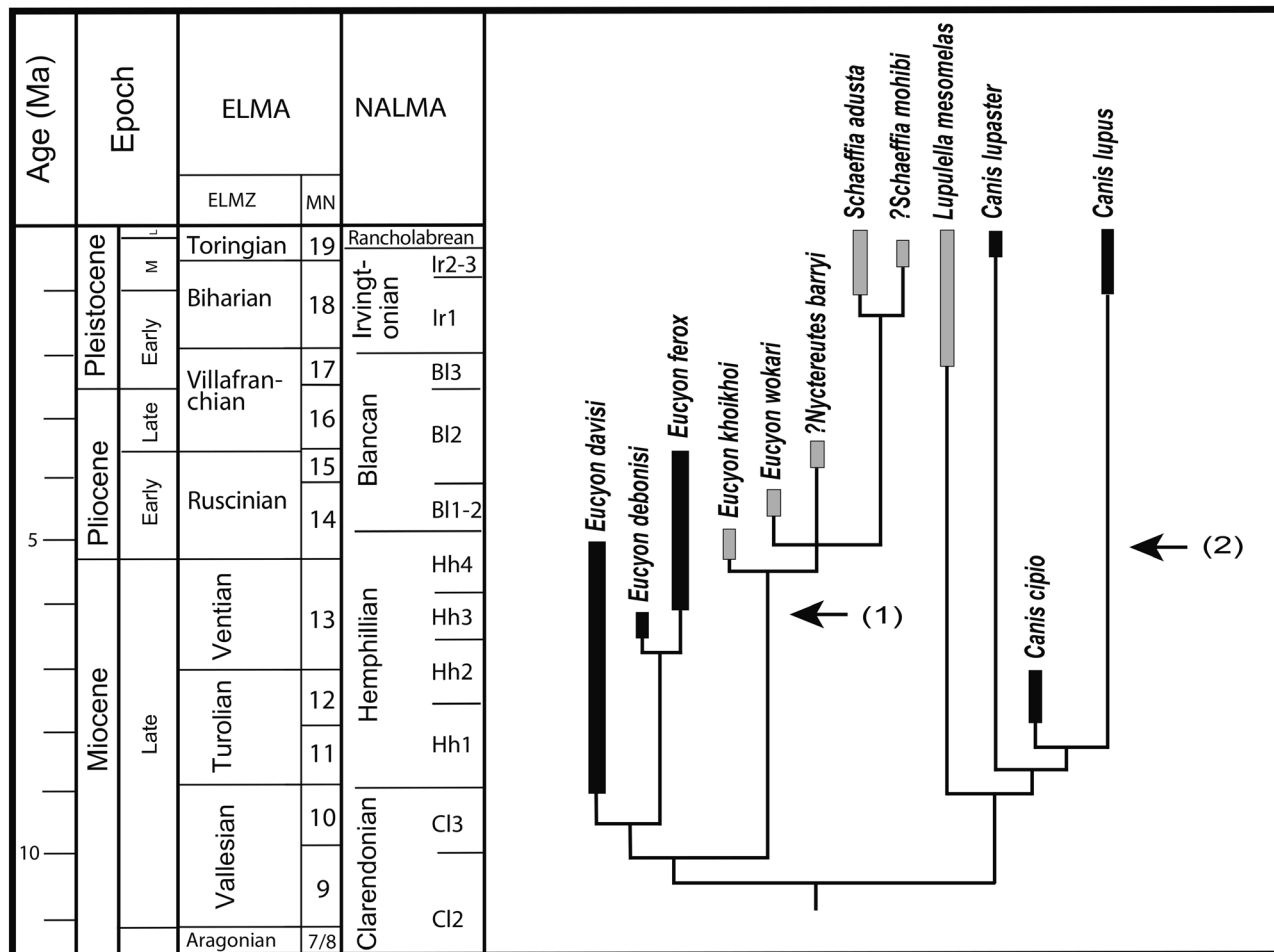 Age (Ma)
Epoch
ELMA
NALMA
ELMZ
MN
Pleistocene
L
M
Early
Pliocene
Late
Early
Miocene
Late
5
10
Toringian
19
Biharian
18
Villafran-
chian
17
16
15
Ruscinian
14
Ventian
13
Turolian
12
11
Vallesian
10
9
Aragonian
7/8
Rancholabrean
Irvingt-
onian
Ir2-3
Ir1
Blancan
Bl3
Bl2
Bl1-2
Hemphillian
Hh4
Hh3
Hh2
Hh1
Clarendonian
Cl3
Cl2
Eucyon davisi
Eucyon debonisi
Eucyon ferox
Eucyon khoikhoi
Eucyon wokari
?Nyctereutes barryi
Schaeffia adusta
?Schaeffia mohibi
Lupulella mesomelas
Canis lupaster
Canis cipio
Canis lupus
(1)
(2)